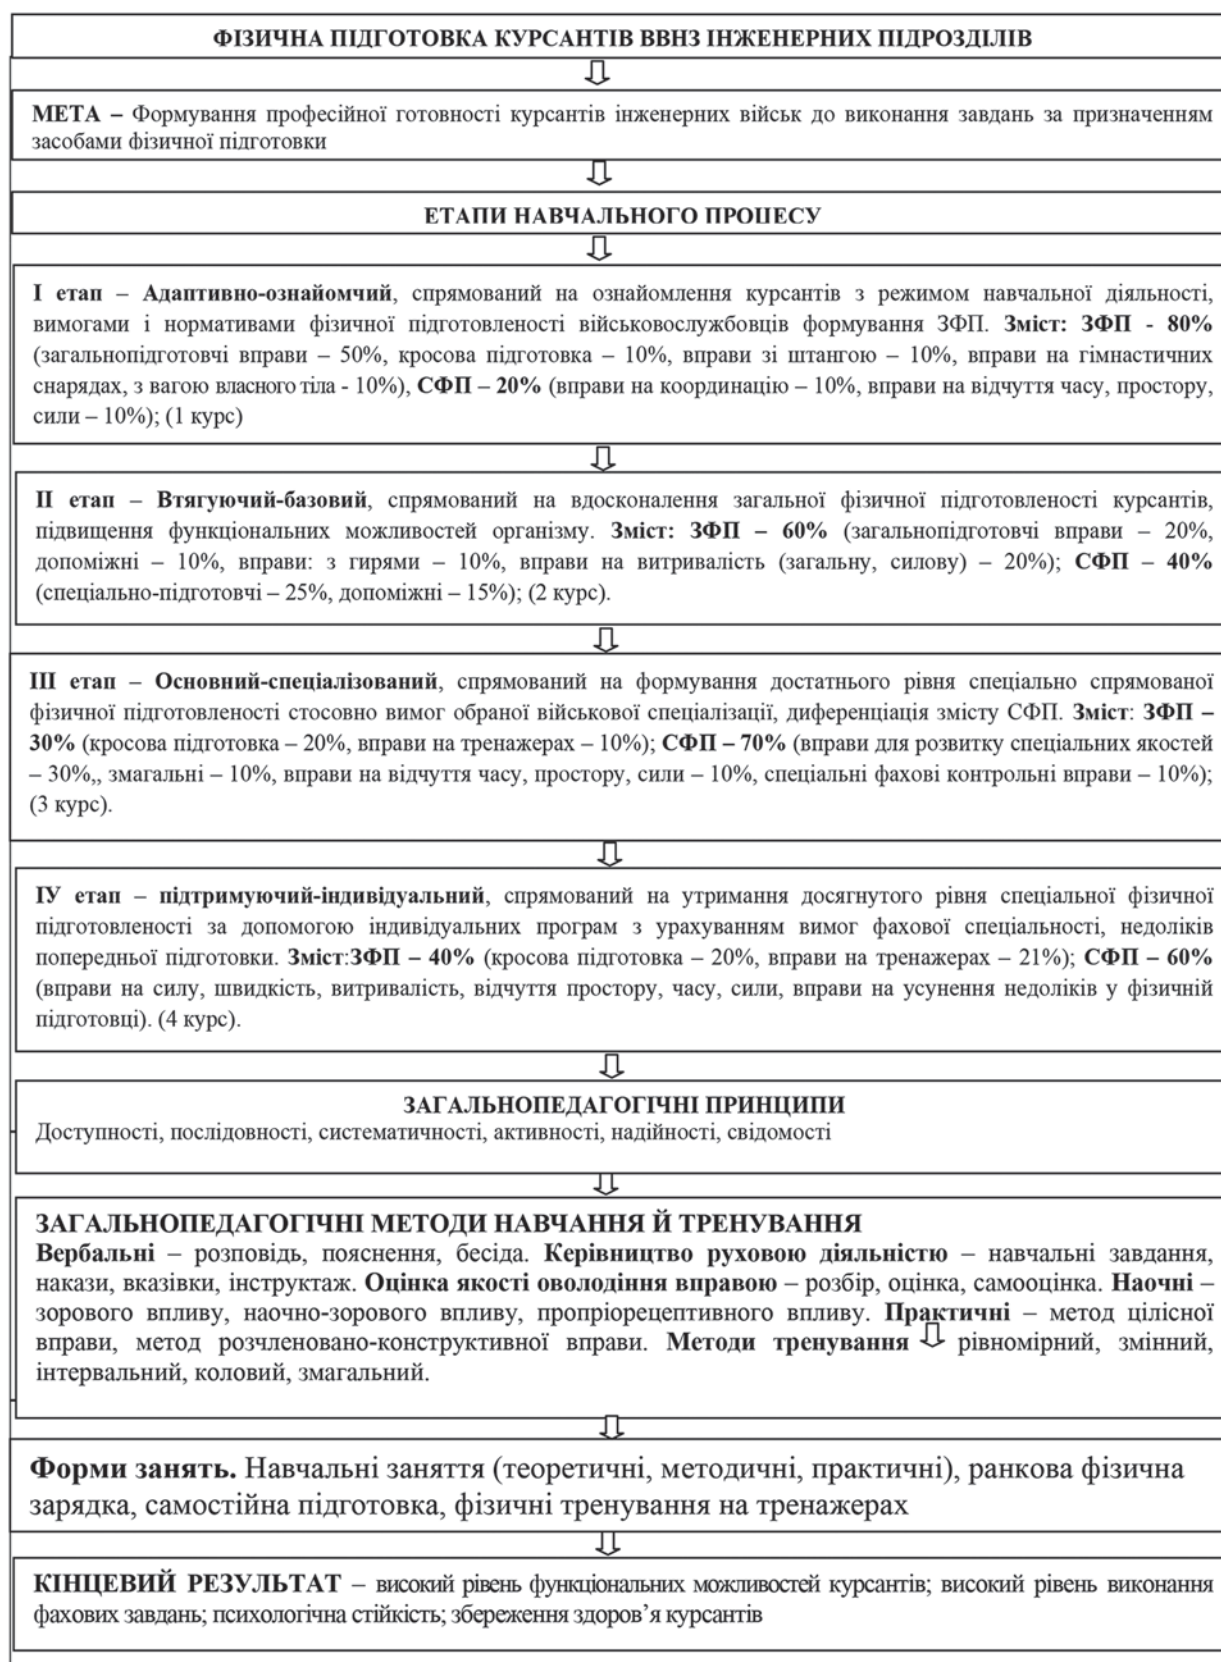 ФІЗИЧНА ПІДГОТОВКА КУРСАНТІВ ВВНЗ ІНЖЕНЕРНИХ ПІДРОЗДІЛІВ
МЕТА – Формування професійної готовності курсантів інженерних військ до виконання завдань за призначенням
засобами фізичної підготовки
ЕТАПИ НАВЧАЛЬНОГО ПРОЦЕСУ
І етап – Адаптивно-ознайомчий, спрямований на ознайомлення курсантів з режимом навчальної діяльності,
вимогами і нормативами фізичної підготовленості військовослужбовців формування ЗФП. Зміст: ЗФП - 80%
(загальнопідготовчі вправи – 50%, кросова підготовка – 10%, вправи зі штангою – 10%, вправи на гімнастичних
снарядах, з вагою власного тіла - 10%), СФП – 20% (вправи на координацію – 10%, вправи на відчуття часу, простору,
сили – 10%); (1 курс)
ІІ етап – Втягуючий-базовий, спрямований на вдосконалення загальної фізичної підготовленості курсантів,
підвищення функціональних можливостей організму. Зміст: ЗФП – 60% (загальнопідготовчі вправи – 20%,
допоміжні – 10%, вправи: з гирями – 10%, вправи на витривалість (загальну, силову) – 20%); СФП – 40%
(спеціально-підготовчі – 25%, допоміжні – 15%); (2 курс).
ІІІ етап – Основний-спеціалізований, спрямований на формування достатнього рівня спеціально спрямованої
фізичної підготовленості стосовно вимог обраної військової спеціалізації, диференціація змісту СФП. Зміст: ЗФП –
30% (кросова підготовка – 20%, вправи на тренажерах – 10%); СФП – 70% (вправи для розвитку спеціальних якостей
– 30%,, змагальні – 10%, вправи на відчуття часу, простору, сили – 10%, спеціальні фахові контрольні вправи – 10%);
(3 курс).
ІУ етап – підтримуючий-індивідуальний, спрямований на утримання досягнутого рівня спеціальної фізичної
підготовленості за допомогою індивідуальних програм з урахуванням вимог фахової спеціальності, недоліків
попередньої підготовки. Зміст:ЗФП – 40% (кросова підготовка – 20%, вправи на тренажерах – 21%); СФП – 60%
(вправи на силу, швидкість, витривалість, відчуття простору, часу, сили, вправи на усунення недоліків у фізичній
підготовці). (4 курс).
ЗАГАЛЬНОПЕДАГОГІЧНІ ПРИНЦИПИ
Доступності, послідовності, систематичності, активності, надійності, свідомості
ЗАГАЛЬНОПЕДАГОГІЧНІ МЕТОДИ НАВЧАННЯ Й ТРЕНУВАННЯ
Вербальні – розповідь, пояснення, бесіда. Керівництво руховою діяльністю – навчальні завдання,
накази, вказівки, інструктаж. Оцінка якості оволодіння вправою – розбір, оцінка, самооцінка. Наочні –
зорового впливу, наочно-зорового впливу, пропріорецептивного впливу. Практичні – метод цілісної
вправи, метод розчленовано-конструктивної вправи. Методи тренування рівномірний, змінний,
інтервальний, коловий, змагальний.
Форми занять. Навчальні заняття (теоретичні, методичні, практичні), ранкова фізична
зарядка, самостійна підготовка, фізичні тренування на тренажерах
КІНЦЕВИЙ РЕЗУЛЬТАТ – високий рівень функціональних можливостей курсантів; високий рівень виконання
фахових завдань; психологічна стійкість; збереження здоров’я курсантів